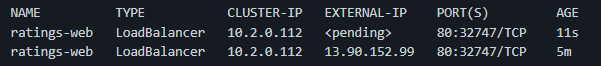 NAME TYPE CLUSTER-IP EXTERNAL-IP PORT(S) AGE
ratings-web LoadBalancer 10.2.0.112 <pending> 80:32747/TCP 11s
ratings-web LoadBalancer 10.2.0.112 13.90.152.99 80:32747/TCP 5m